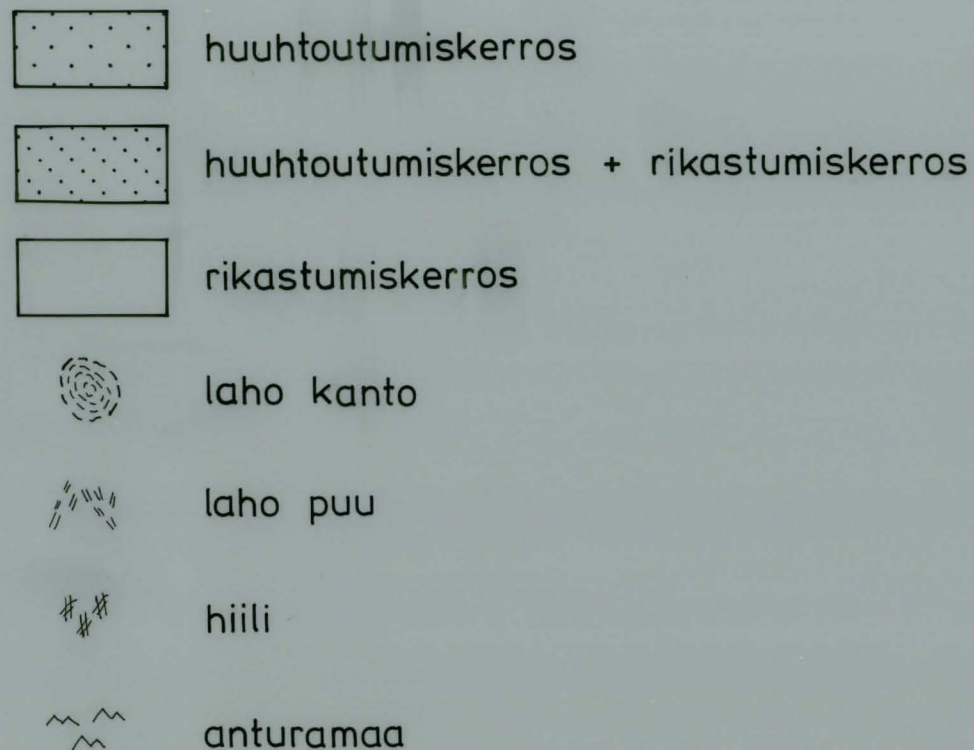 huuhtoutumiskerros
huuhtoutumiskerros + rikastumiskerros
rikastumiskerros
laho kanto
laho puu
hiili
anturamaa